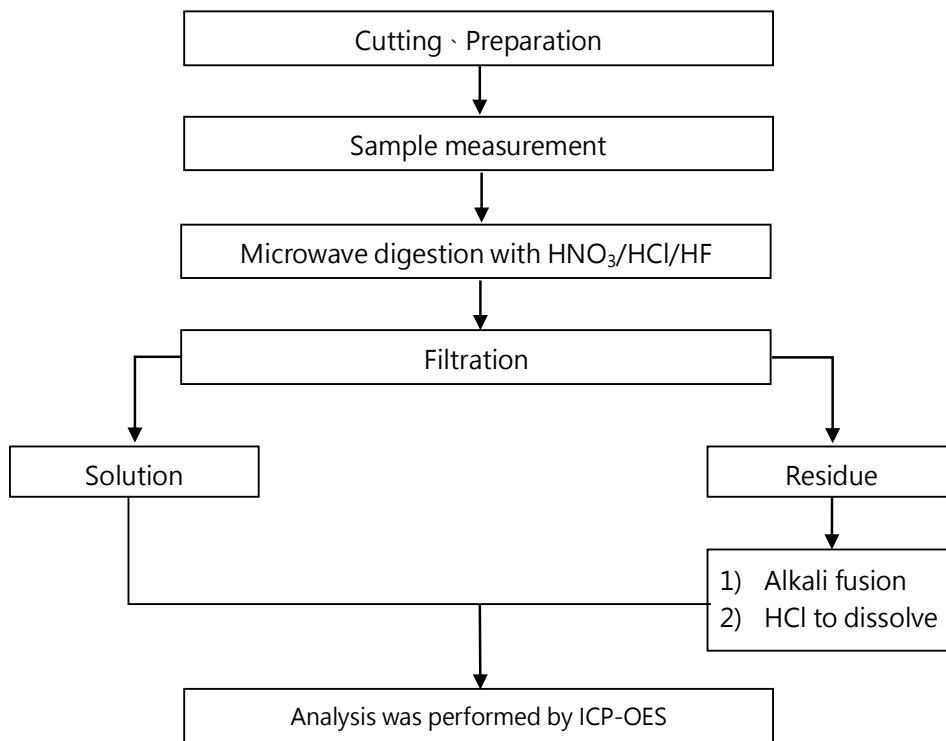 Cutting、Preparation
Sample measurement
Microwave digestion with HNO₃/HCl/HF
Filtration
Solution
Residue
1) Alkali fusion
2) HCl to dissolve
Analysis was performed by ICP-OES